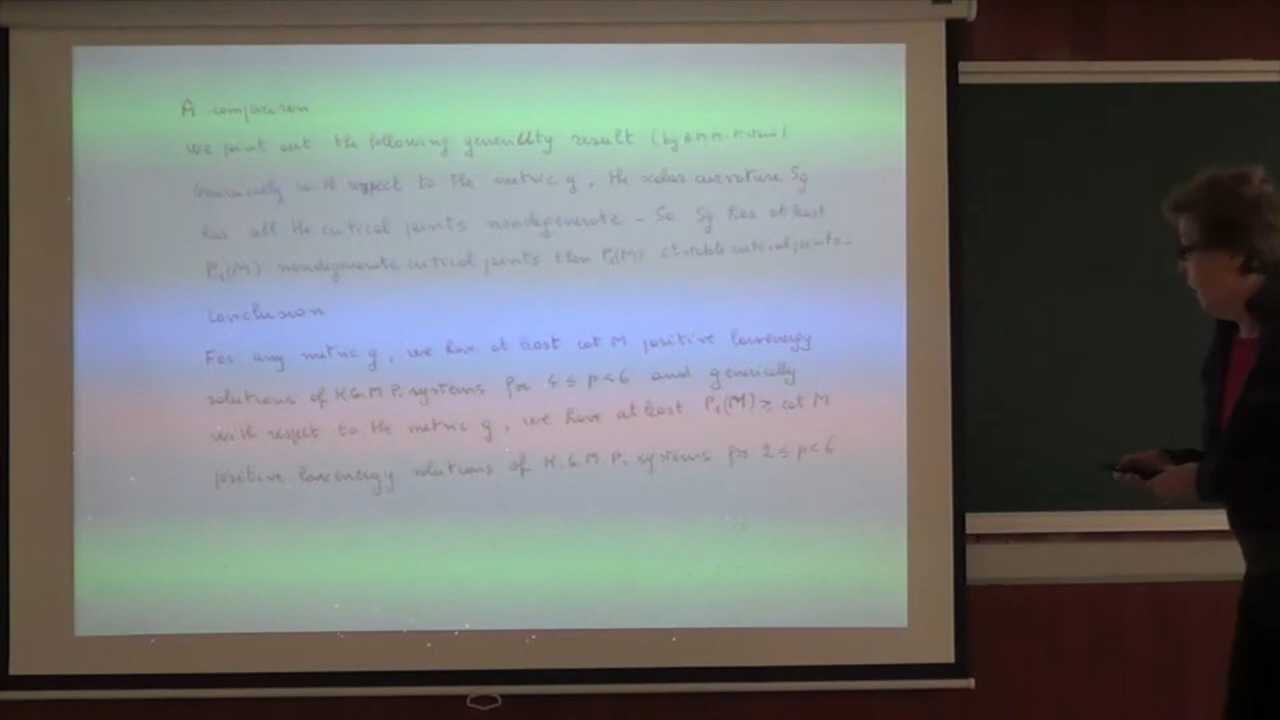 A comparison
We point out the following genericity result (by A.M.M.
Generically with respect to the metric g, the scalar curvature Sg
has all the critical points nondegenerate. So Sg has at least
P₁(M) nondegenerate critical points then P₁(M) C¹ stable critical points.
Conclusion
For any metric g, we have at least cat M positive low energy
solutions of K.G.M.P. systems for 4 ≤ p < 6 and generically
with respect to the metric g, we have at least P₁(M) ≥ cat M
positive low energy solutions of K.G.M.P. systems for 2 ≤ p < 6